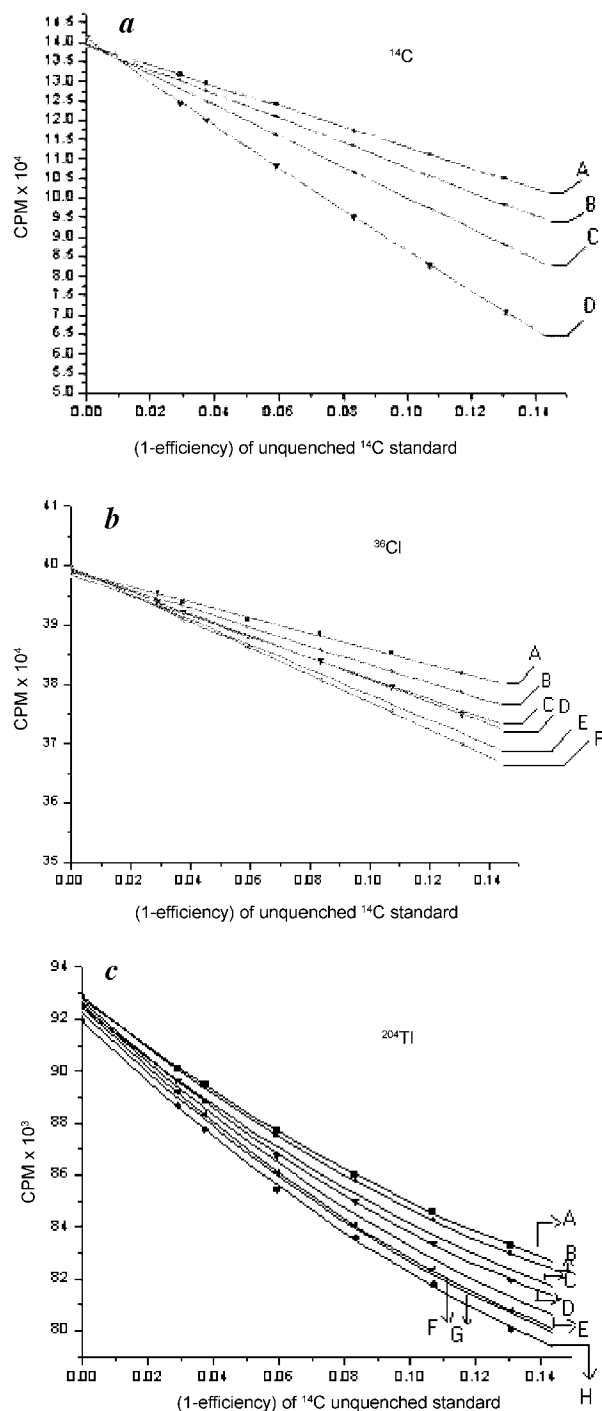 a
¹⁴C
14.5
14.0
13.5
13.0
12.5
12.0
11.5
11.0
10.5
10.0
9.5
9.0
8.5
8.0
7.5
7.0
6.5
6.0
5.5
5.0
CPM x 10⁴
A
B
C
D
0.00 0.02 0.04 0.06 0.08 0.10 0.12 0.14
(1-efficiency) of unquenched ¹⁴C standard
b
³⁶Cl
41
40
39
38
37
36
35
CPM x 10⁴
A
B
C D
E
F
0.00 0.02 0.04 0.06 0.08 0.10 0.12 0.14
(1-efficiency) of unquenched ¹⁴C standard
c
²⁰⁴Tl
94
92
90
88
86
84
82
80
CPM x 10³
A
B
C
D
E
F G
H
0.00 0.02 0.04 0.06 0.08 0.10 0.12 0.14
(1-efficiency) of ¹⁴C unquenched standard